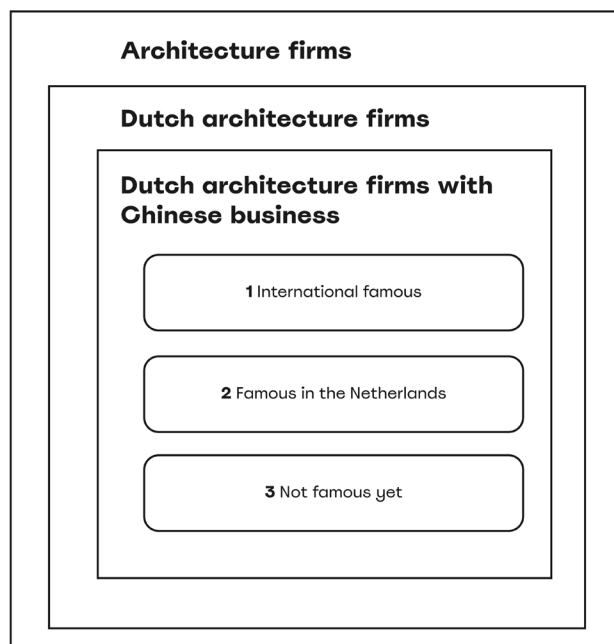 Architecture firms
Dutch architecture firms
Dutch architecture firms with
Chinese business
1 International famous
2 Famous in the Netherlands
3 Not famous yet